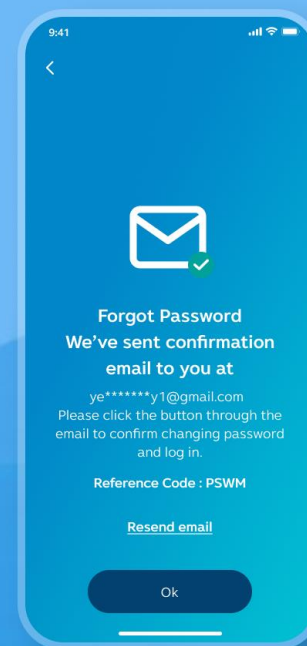 9:41
Forgot Password
We've sent confirmation
email to you at
ye*******y1@gmail.com
Please click the button through the
email to confirm changing password
and log in.
Reference Code : PSWM
Resend email
Ok